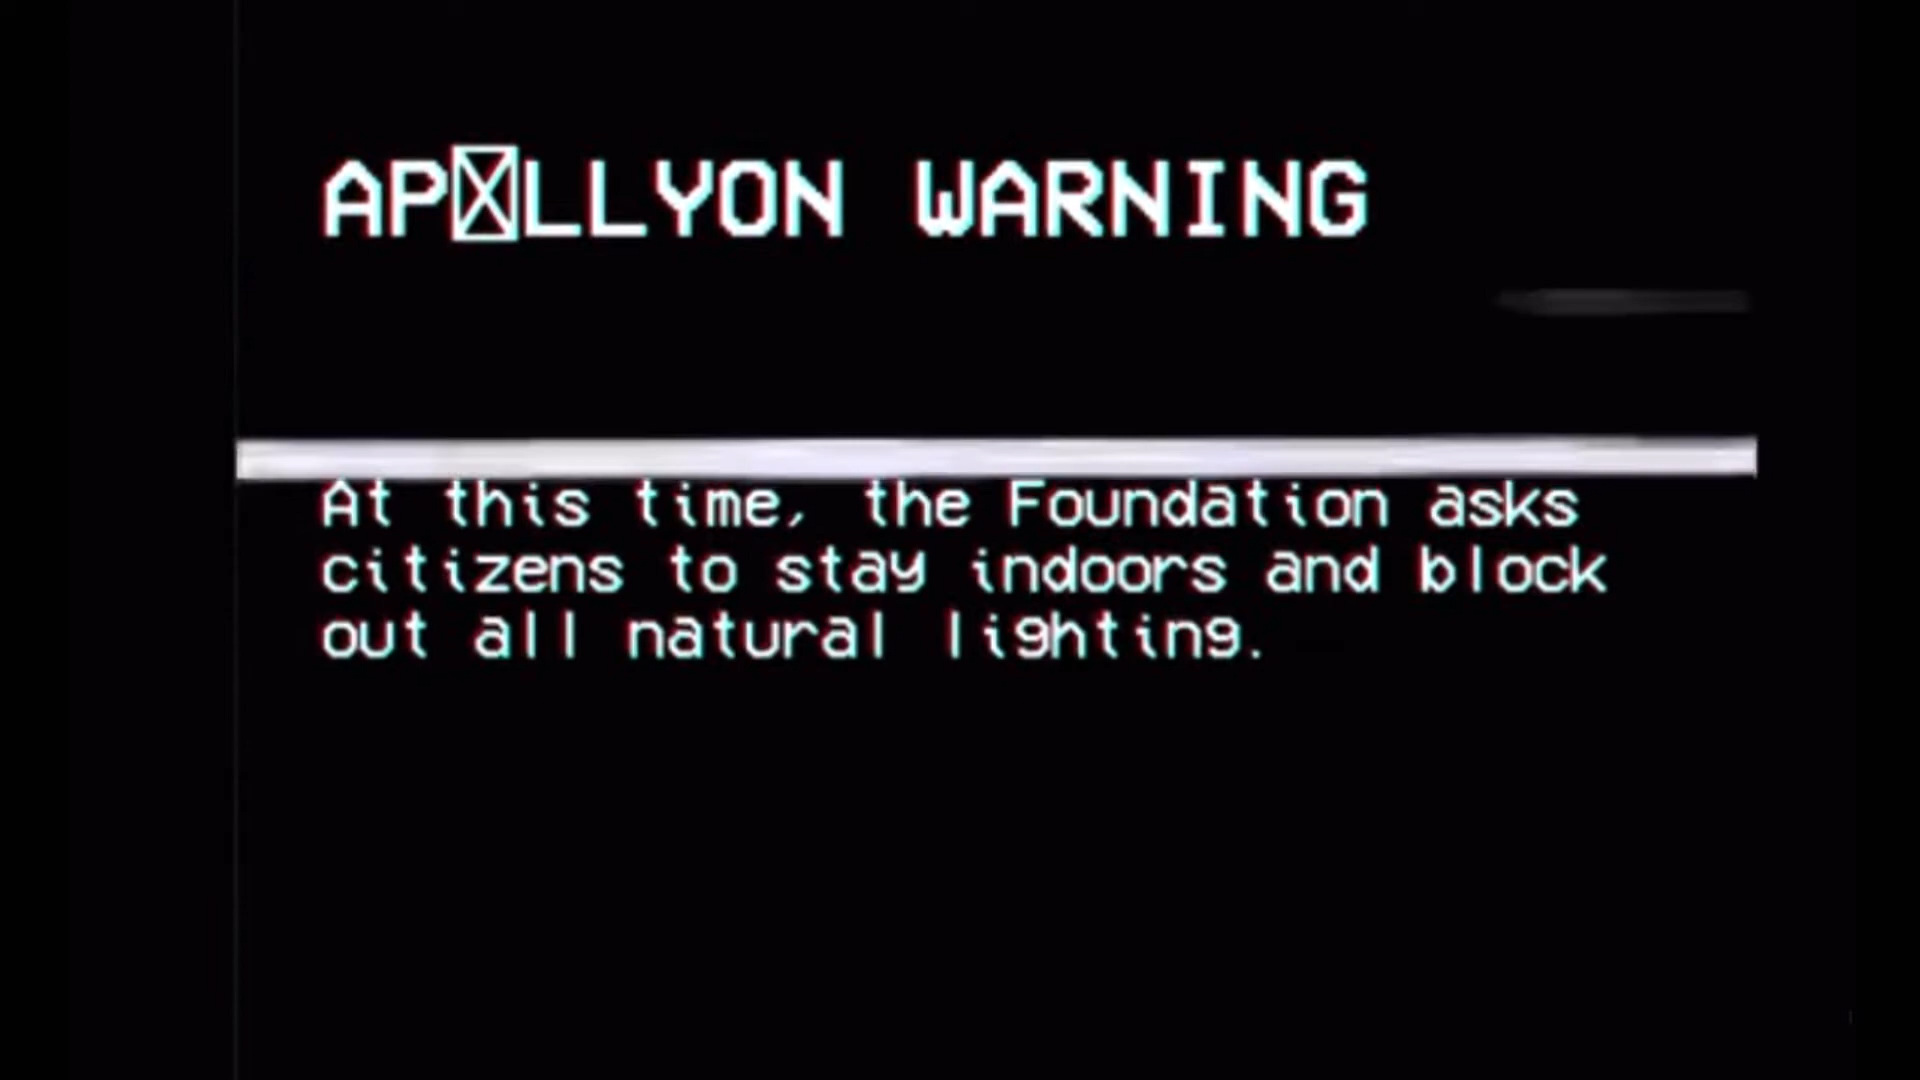 AP☒LLYON WARNING
At this time, the Foundation asks
citizens to stay indoors and block
out all natural lighting.